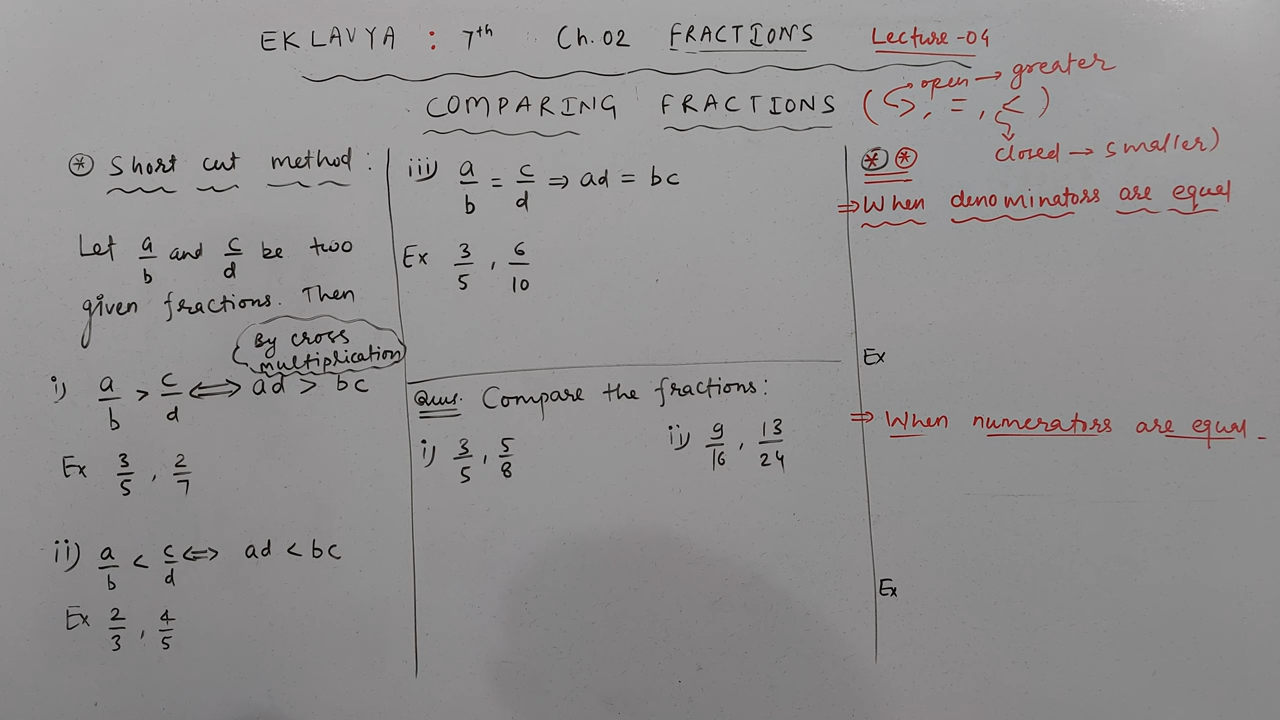 EKLAVYA : 7th Ch. 02 FRACTIONS Lecture -04
COMPARING FRACTIONS ( >, =, < )
open → greater
closed → smaller)
* Short cut method :
Let a/b and c/d be two
given fractions. Then
By cross
multiplication
i) a/b > c/d ⟺ ad > bc
Ex 3/5 , 2/7
ii) a/b < c/d ⟺ ad < bc
Ex 2/3 , 4/5
iii) a/b = c/d ⇒ ad = bc
Ex 3/5 , 6/10
Ques. Compare the fractions :
i) 3/5 , 5/8 ii) 9/16 , 13/24
* *
⇒ When denominators are equal
Ex
⇒ When numerators are equal -
Ex